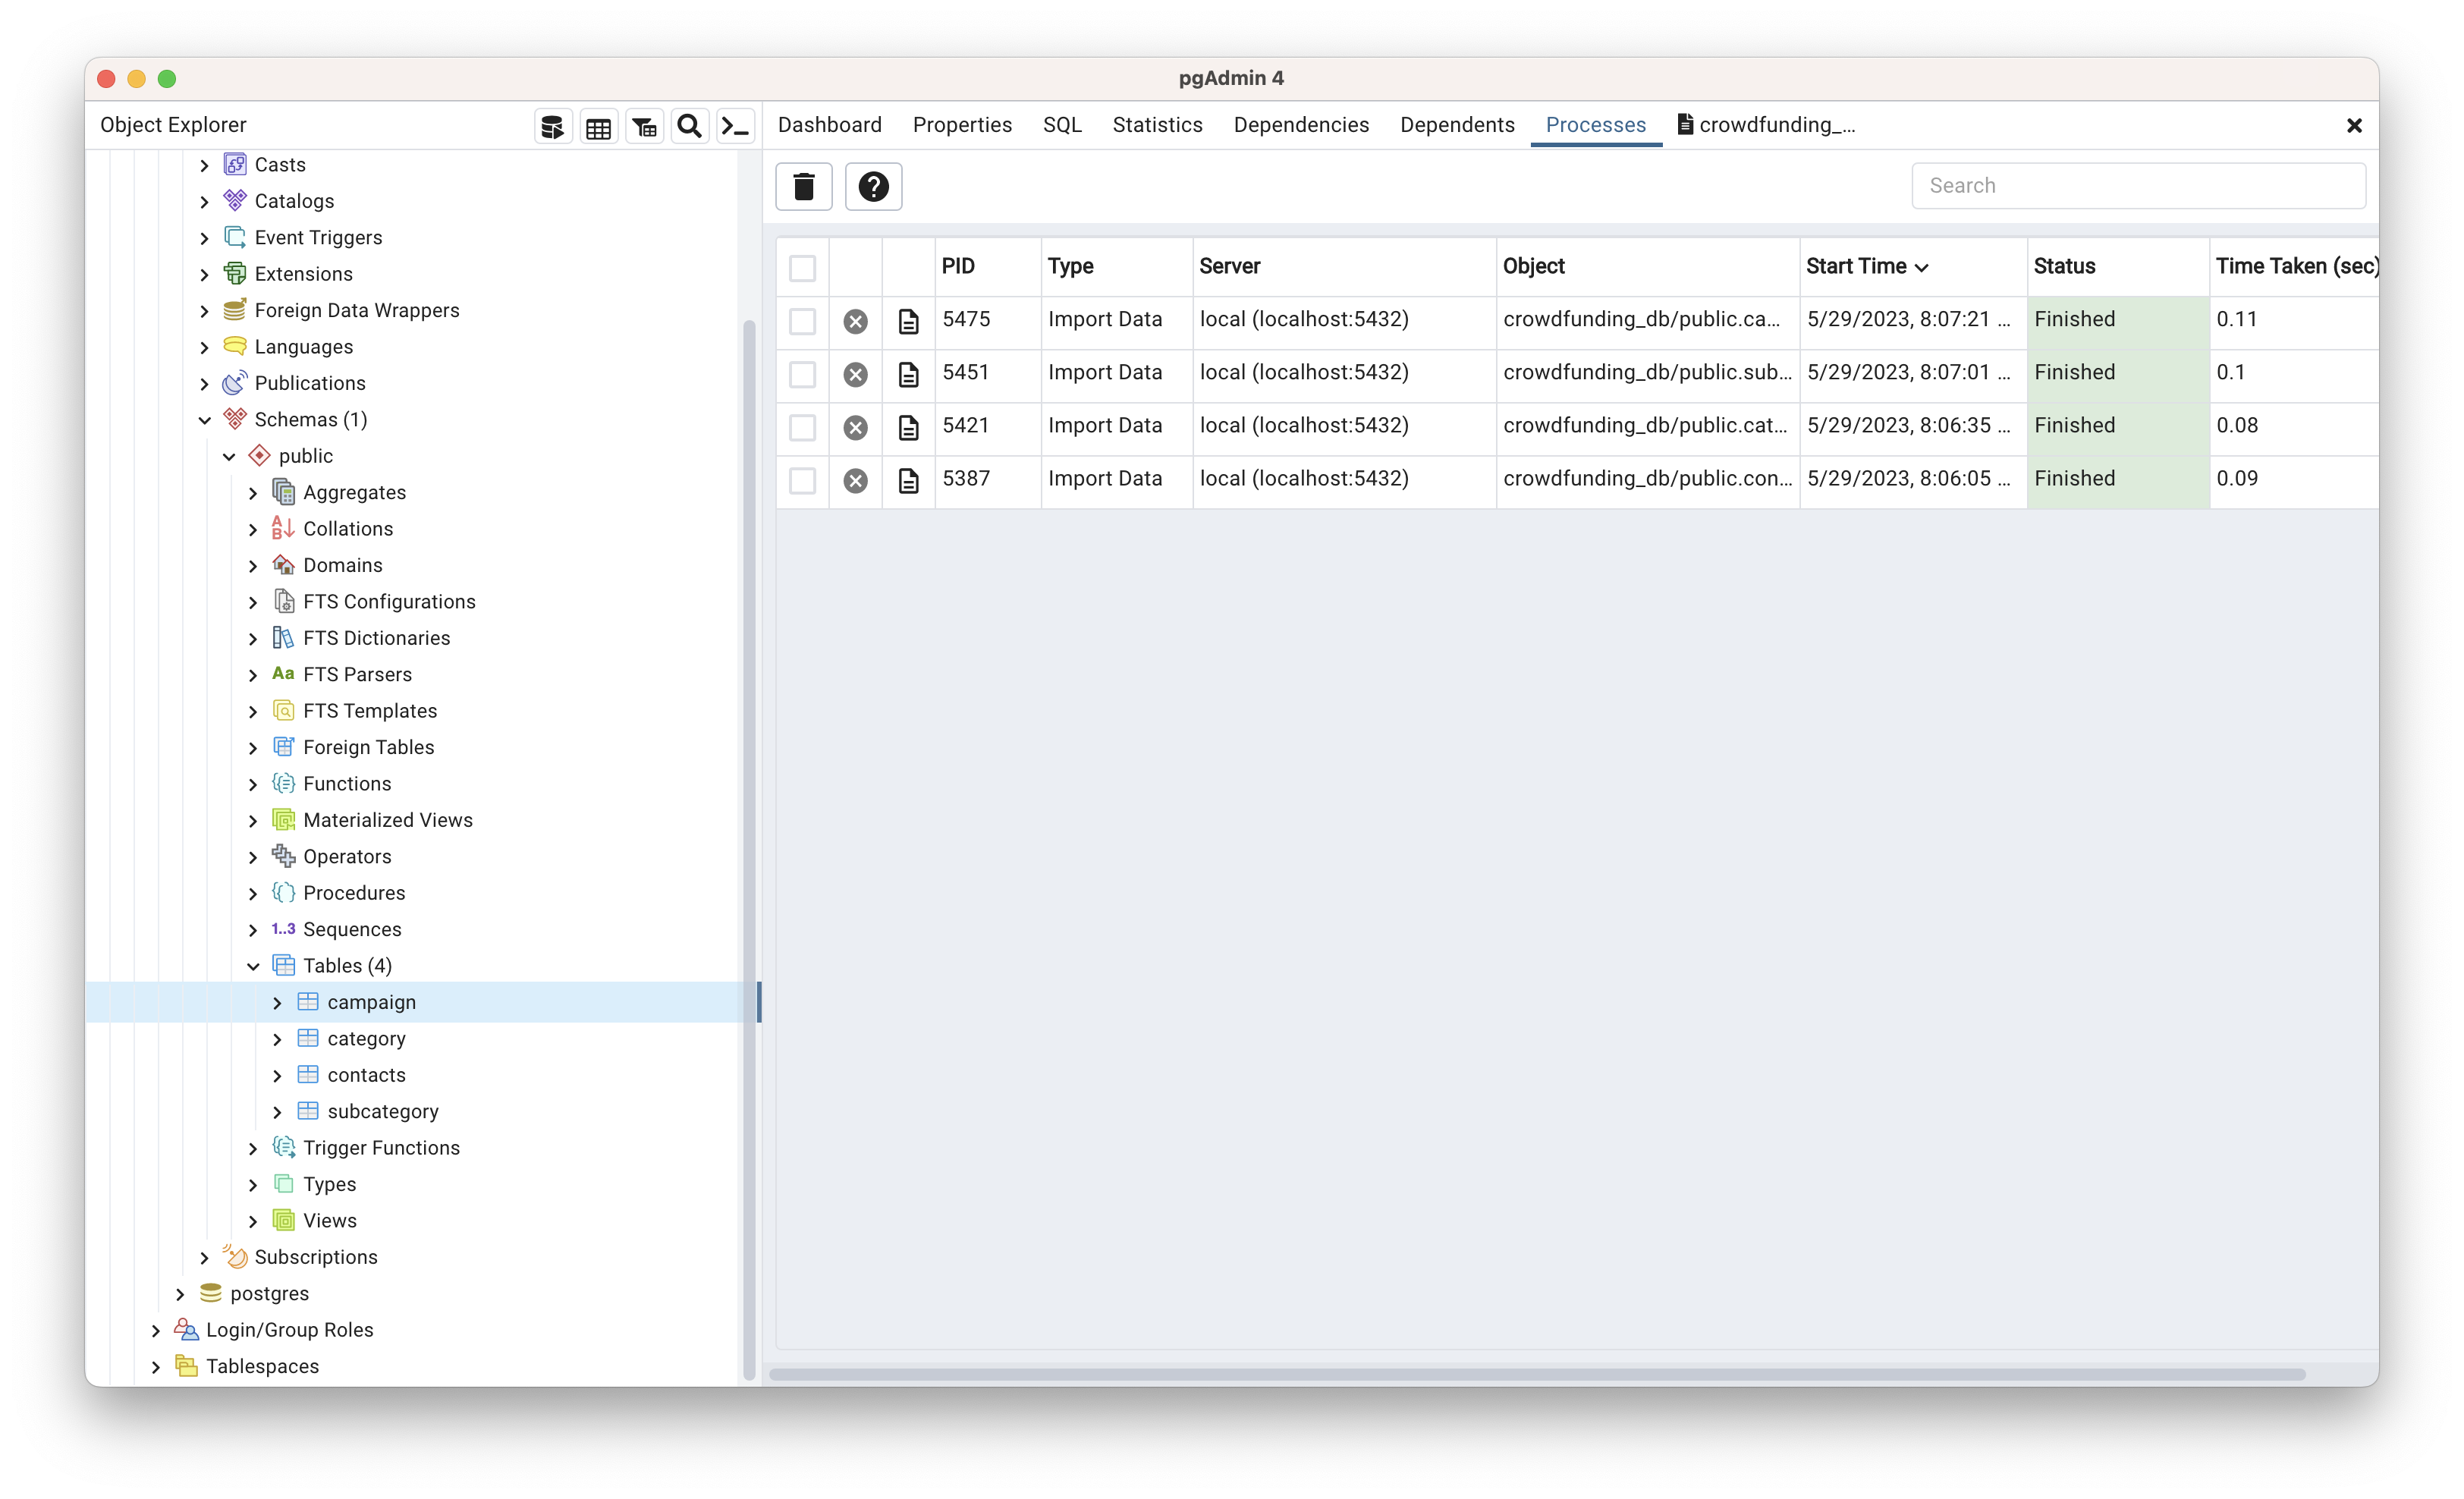 pgAdmin 4
Object Explorer
Dashboard Properties SQL Statistics Dependencies Dependents Processes crowdfunding_...
Search
Casts
Catalogs
Event Triggers
Extensions
Foreign Data Wrappers
Languages
Publications
Schemas (1)
public
Aggregates
Collations
Domains
FTS Configurations
FTS Dictionaries
Aa FTS Parsers
FTS Templates
Foreign Tables
Functions
Materialized Views
Operators
Procedures
1..3 Sequences
Tables (4)
campaign
category
contacts
subcategory
Trigger Functions
Types
Views
Subscriptions
postgres
Login/Group Roles
Tablespaces
PID Type Server Object Start Time Status Time Taken (sec)
5475 Import Data local (localhost:5432) crowdfunding_db/public.ca... 5/29/2023, 8:07:21 ... Finished 0.11
5451 Import Data local (localhost:5432) crowdfunding_db/public.sub... 5/29/2023, 8:07:01 ... Finished 0.1
5421 Import Data local (localhost:5432) crowdfunding_db/public.cat... 5/29/2023, 8:06:35 ... Finished 0.08
5387 Import Data local (localhost:5432) crowdfunding_db/public.con... 5/29/2023, 8:06:05 ... Finished 0.09